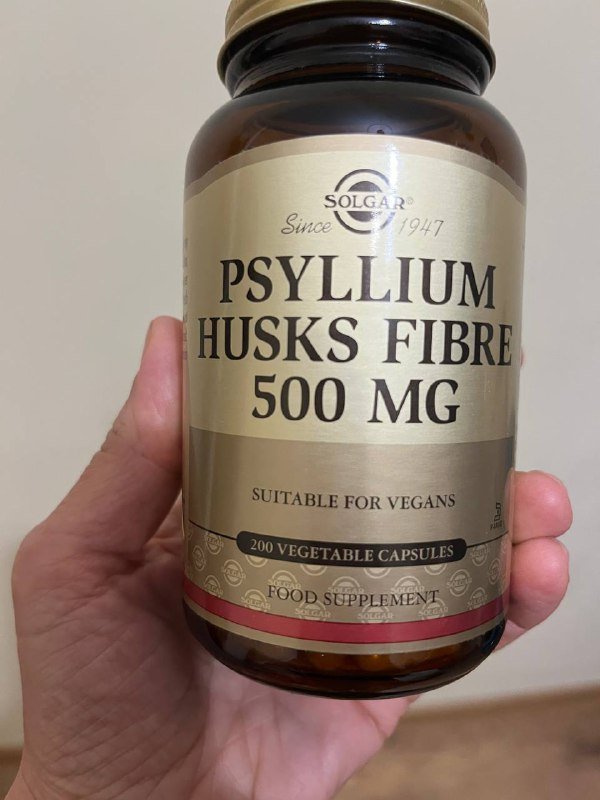 SOLGAR®
Since 1947
PSYLLIUM
HUSKS FIBRE
500 MG
SUITABLE FOR VEGANS
200 VEGETABLE CAPSULES
FOOD SUPPLEMENT